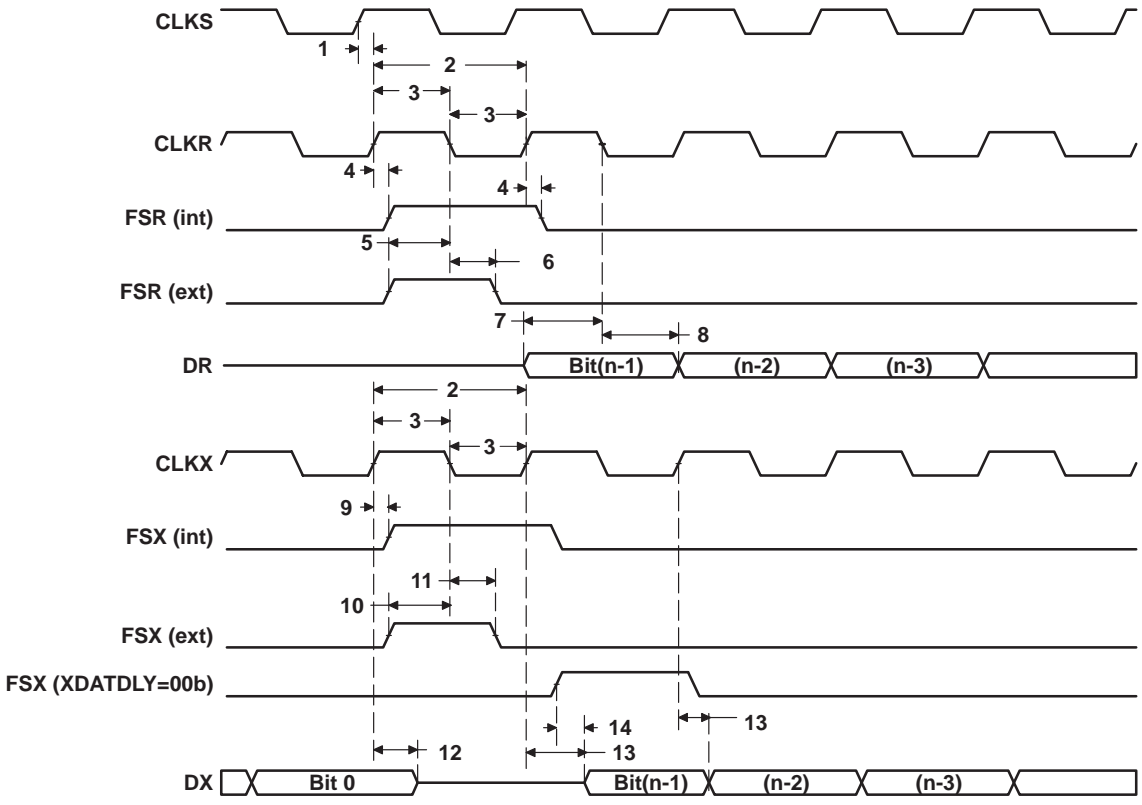 CLKS
1
2
3
3
CLKR
4
4
FSR (int)
5
6
FSR (ext)
7
8
DR
Bit(n-1)
(n-2)
(n-3)
2
3
3
CLKX
9
FSX (int)
11
10
FSX (ext)
FSX (XDATDLY=00b)
14
13
12
13
DX
Bit 0
Bit(n-1)
(n-2)
(n-3)